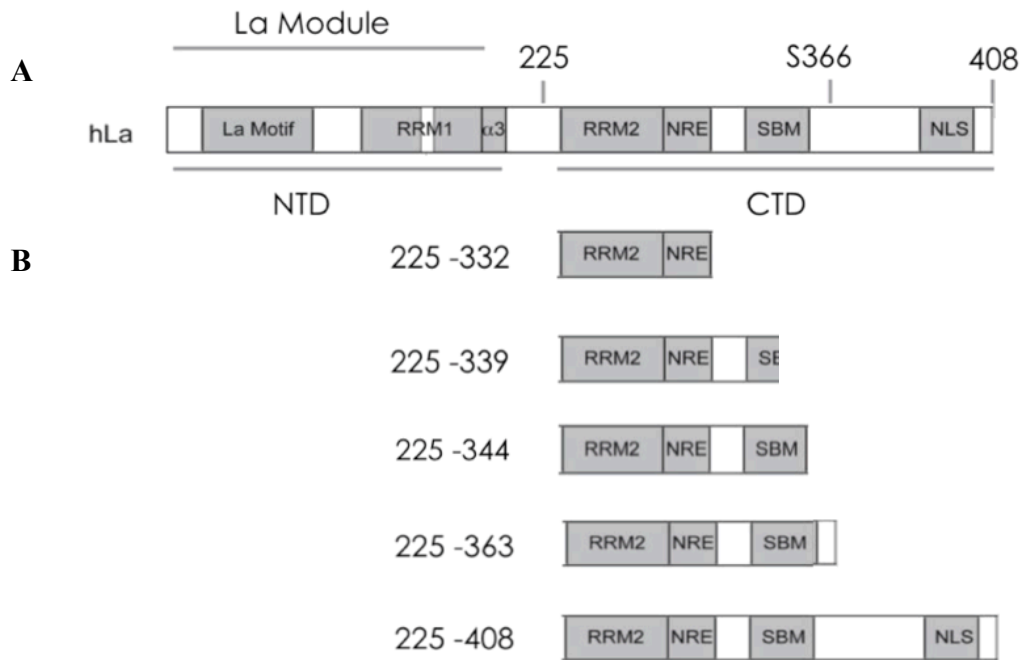 La Module
A
225 S366 408
hLa La Motif RRM1 α3 RRM2 NRE SBM NLS
NTD CTD
B
225 -332 RRM2 NRE
225 -339 RRM2 NRE SE
225 -344 RRM2 NRE SBM
225 -363 RRM2 NRE SBM
225 -408 RRM2 NRE SBM NLS